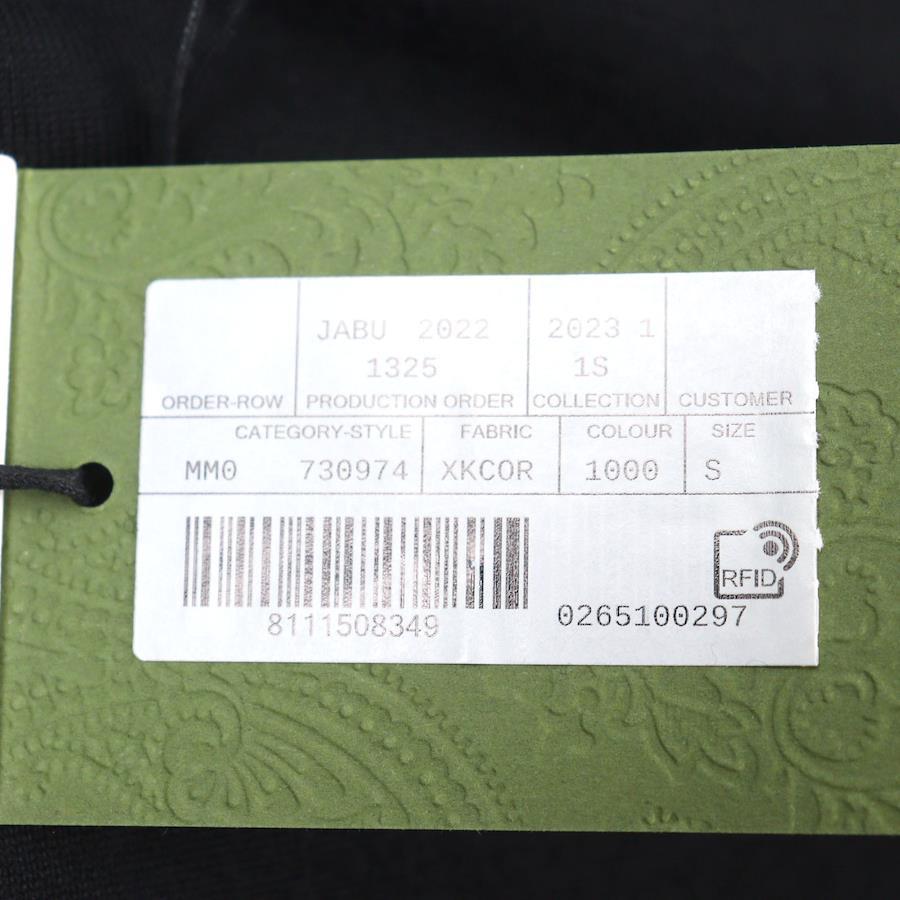 JABU 2022 2023 1
1325 1S
ORDER-ROW PRODUCTION ORDER COLLECTION CUSTOMER
CATEGORY-STYLE FABRIC COLOUR SIZE
MM0 730974 XKCOR 1000 S
RFID
8111508349 0265100297